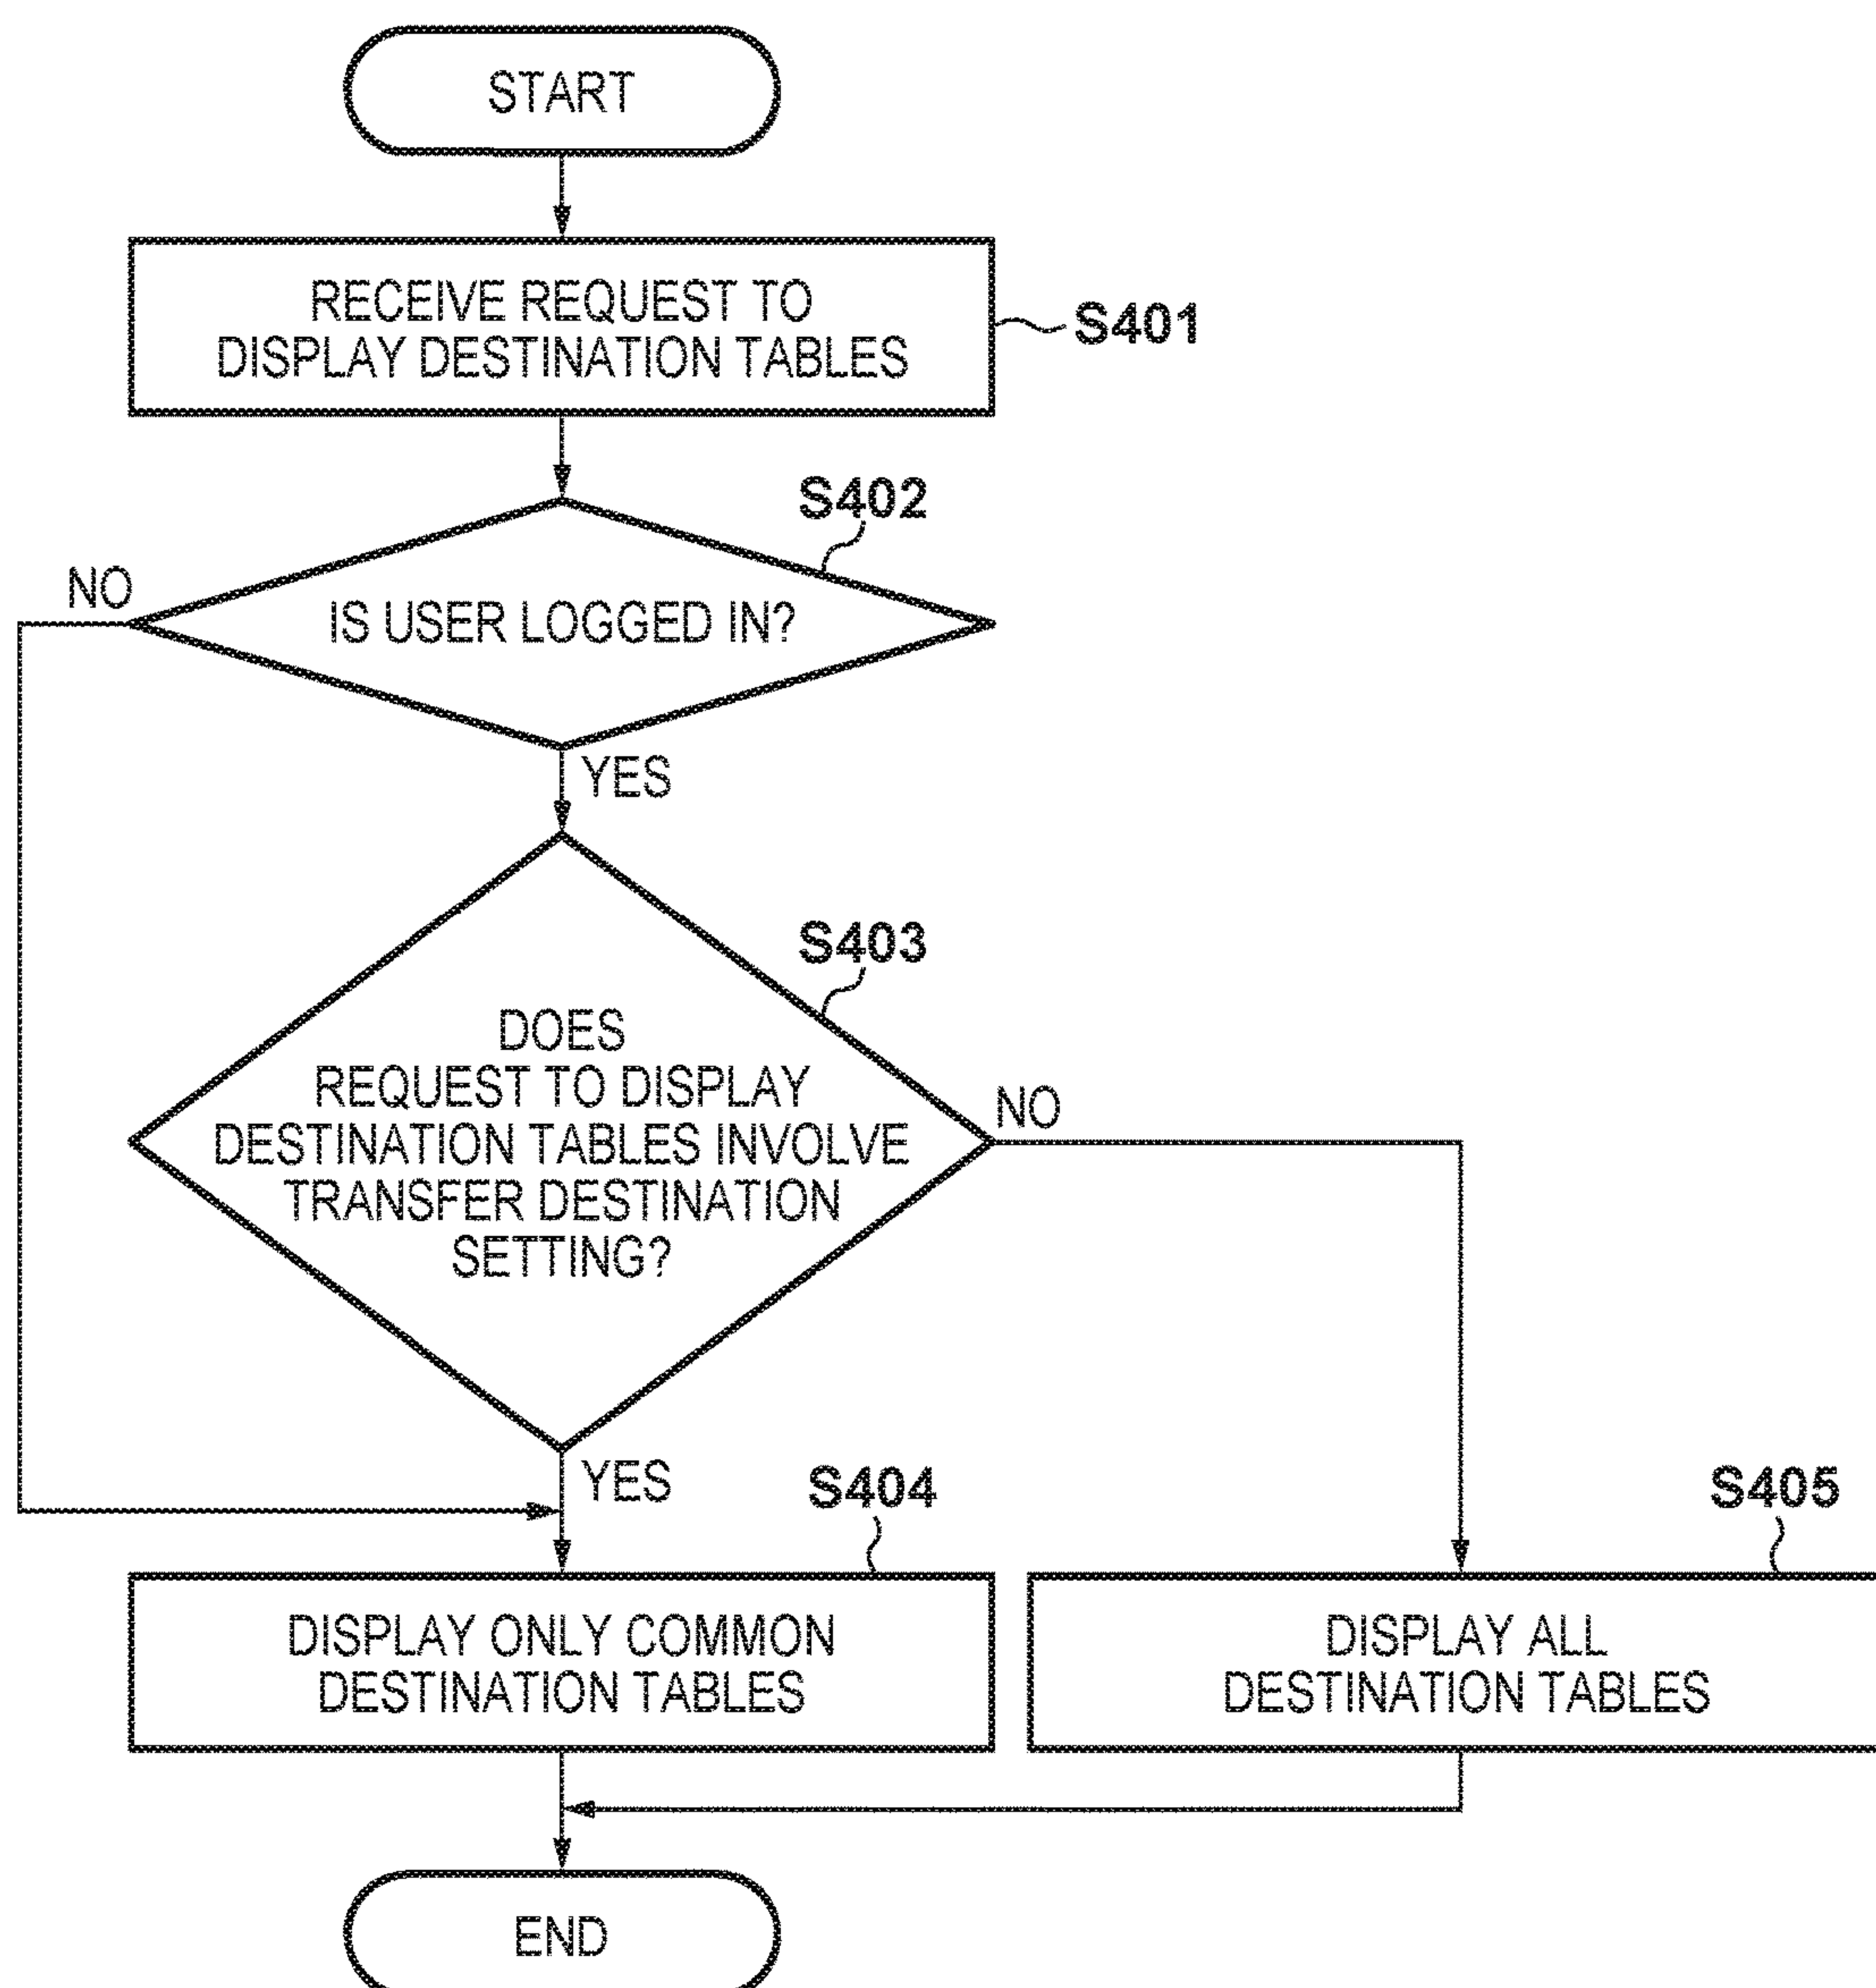 START
RECEIVE REQUEST TO
DISPLAY DESTINATION TABLES
S401
S402
NO
IS USER LOGGED IN?
YES
S403
DOES
REQUEST TO DISPLAY
DESTINATION TABLES INVOLVE
TRANSFER DESTINATION
SETTING?
NO
YES
S404
S405
DISPLAY ONLY COMMON
DESTINATION TABLES
DISPLAY ALL
DESTINATION TABLES
END